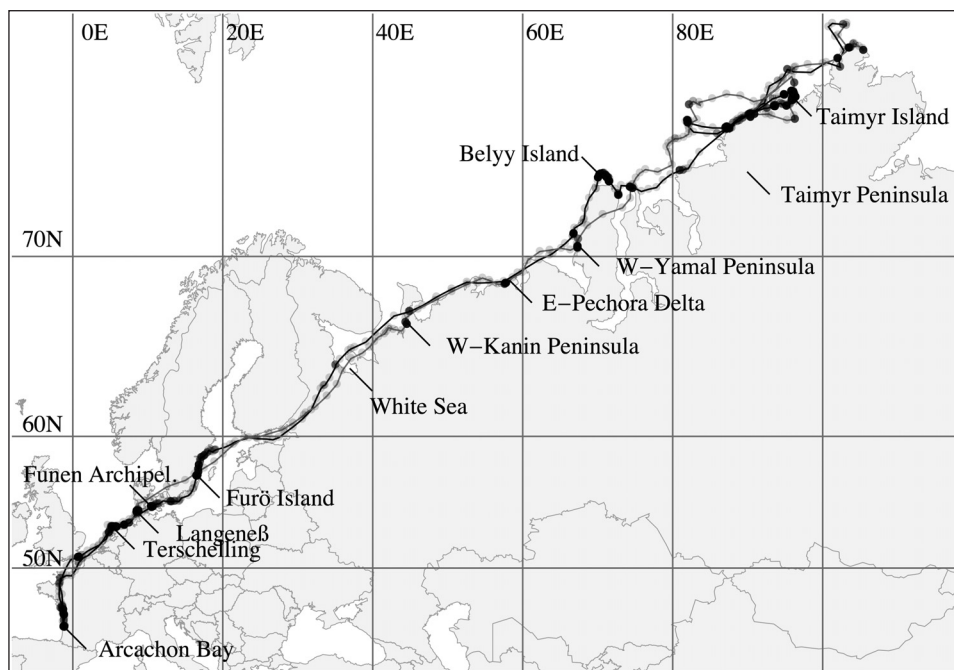 0E
20E
40E
60E
80E
Taimyr Island
Belyy Island
Taimyr Peninsula
70N
W−Yamal Peninsula
E−Pechora Delta
W−Kanin Peninsula
White Sea
60N
Funen Archipel.
Furö Island
Langeneß
Terschelling
50N
Arcachon Bay